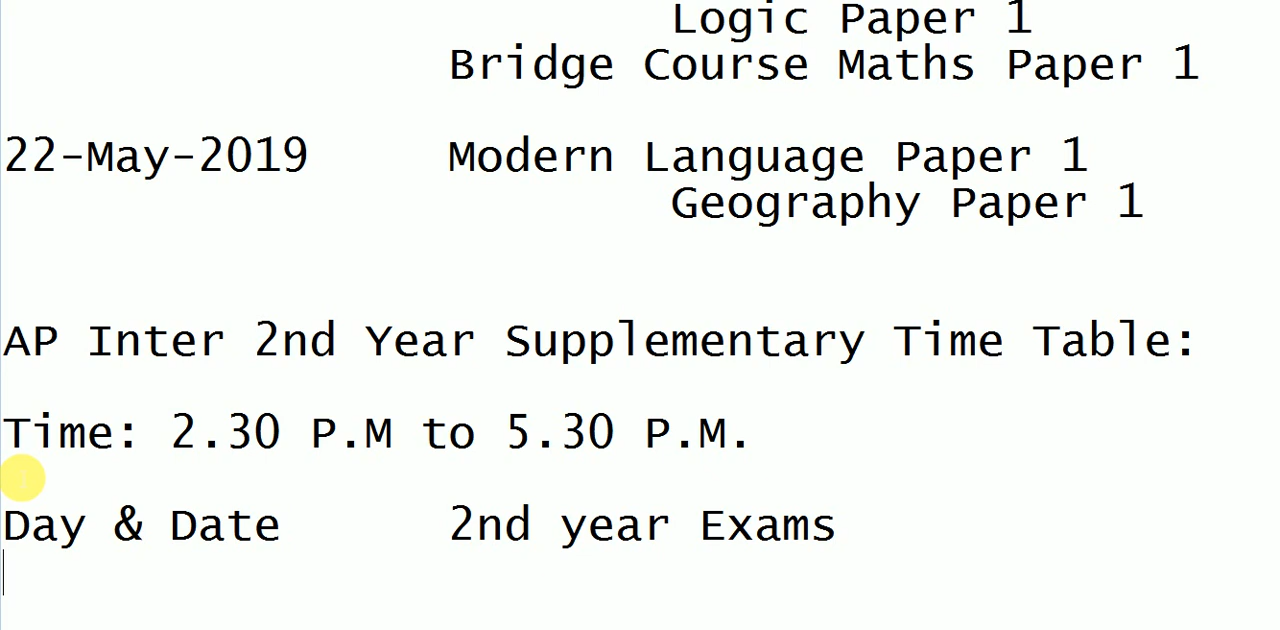 Logic Paper 1
Bridge Course Maths Paper 1
22-May-2019 Modern Language Paper 1
Geography Paper 1
AP Inter 2nd Year Supplementary Time Table:
Time: 2.30 P.M to 5.30 P.M.
Day & Date 2nd year Exams